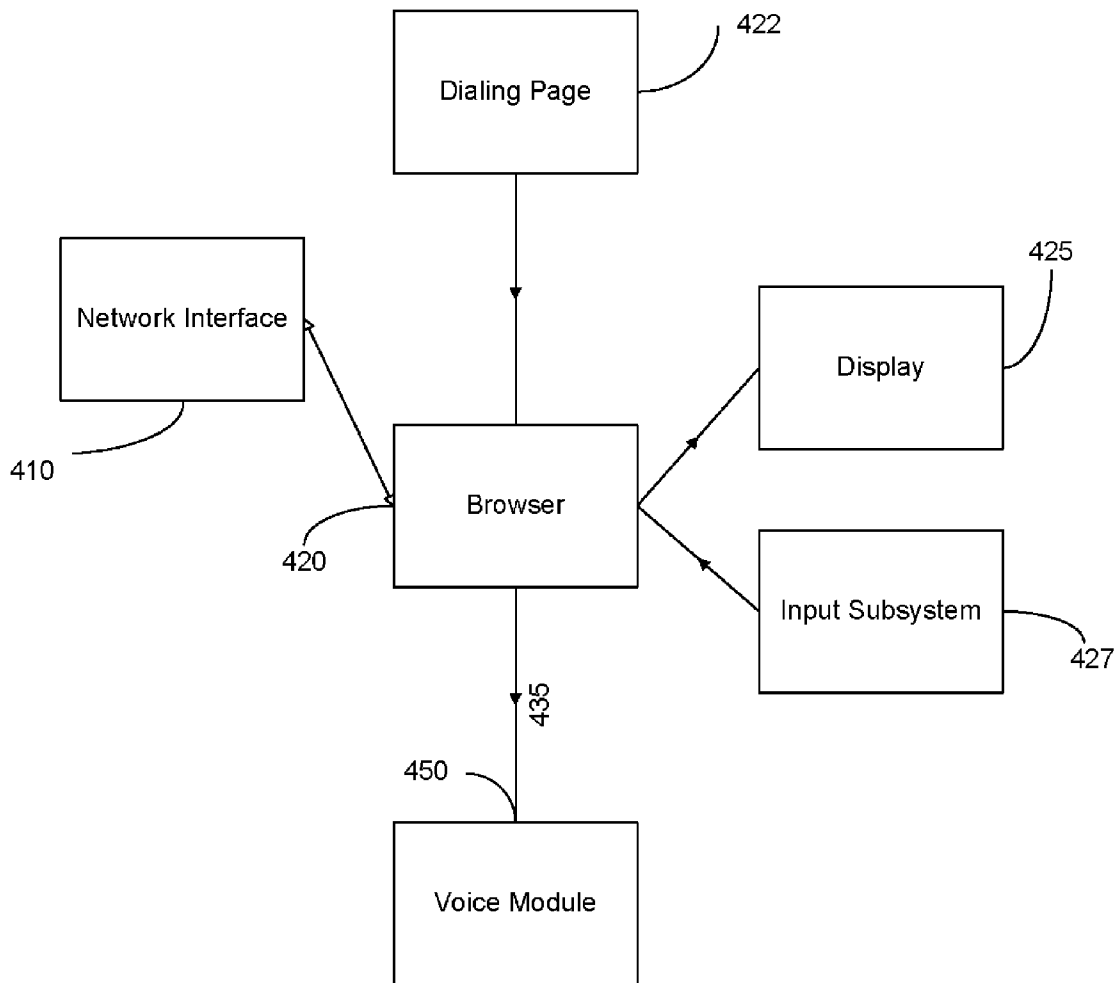 422
Dialing Page
425
Network Interface
Display
410
Browser
420
Input Subsystem
427
435
450
Voice Module